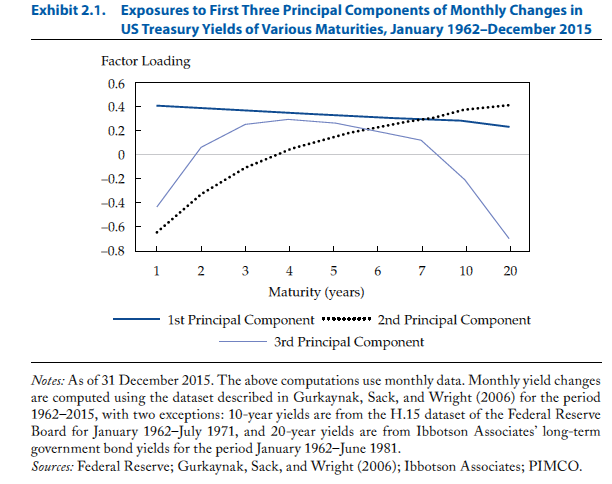 Exhibit 2.1. Exposures to First Three Principal Components of Monthly Changes in
US Treasury Yields of Various Maturities, January 1962–December 2015
Factor Loading
0.6
0.4
0.2
0
–0.2
–0.4
–0.6
–0.8
1 2 3 4 5 6 7 10 20
Maturity (years)
1st Principal Component 2nd Principal Component
3rd Principal Component
Notes: As of 31 December 2015. The above computations use monthly data. Monthly yield changes
are computed using the dataset described in Gurkaynak, Sack, and Wright (2006) for the period
1962–2015, with two exceptions: 10-year yields are from the H.15 dataset of the Federal Reserve
Board for January 1962–July 1971, and 20-year yields are from Ibbotson Associates’ long-term
government bond yields for the period January 1962–June 1981.
Sources: Federal Reserve; Gurkaynak, Sack, and Wright (2006); Ibbotson Associates; PIMCO.